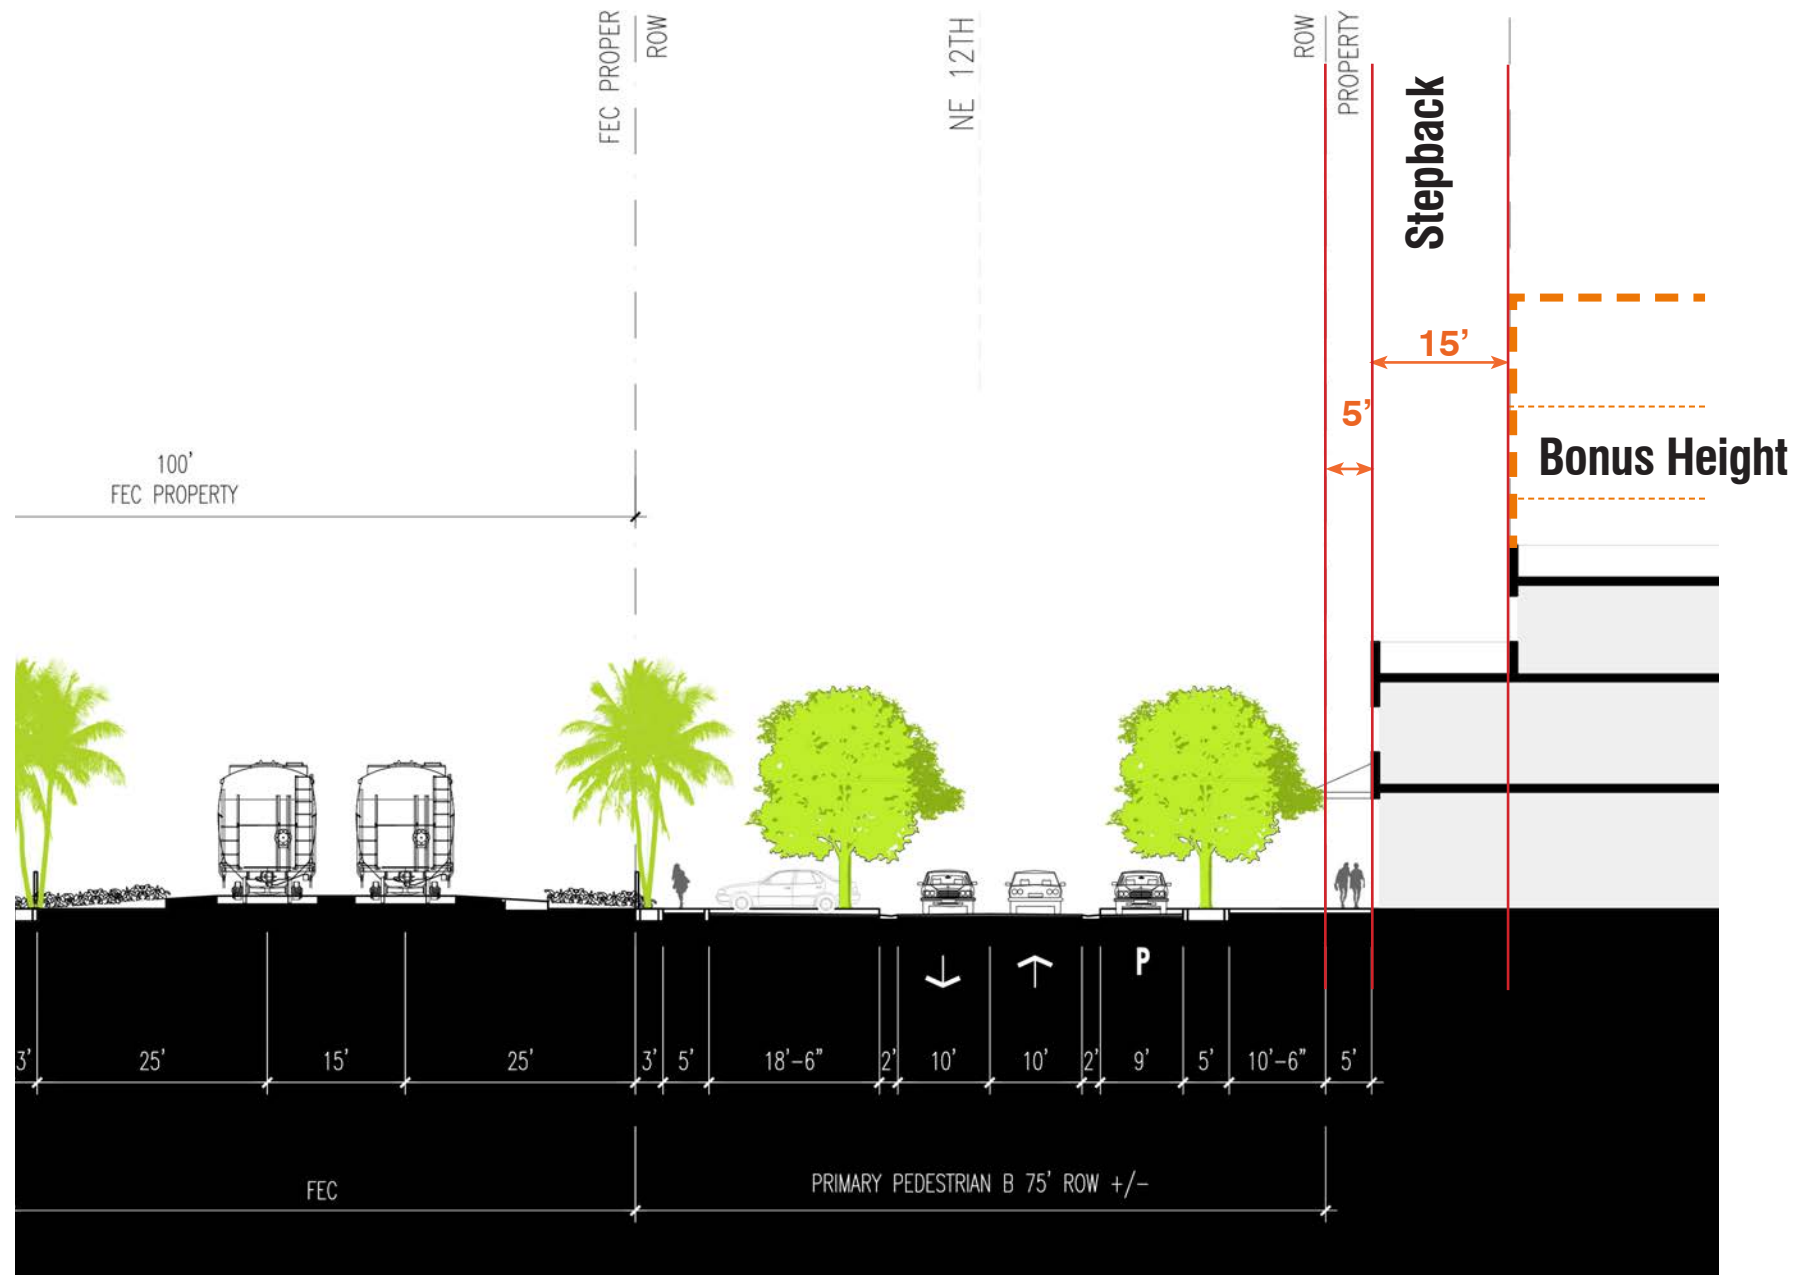 FEC PROPER
ROW
NE 12TH
ROW
PROPERTY
Stepback
15’
5’
Bonus Height
100'
FEC PROPERTY
P
3'
25'
15'
25'
3'
5'
18'-6"
2'
10'
10'
2'
9'
5'
10'-6"
5'
FEC
PRIMARY PEDESTRIAN B 75' ROW +/-